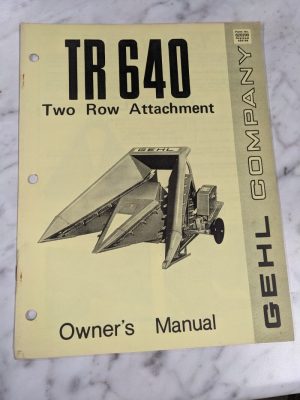 TR 640
Two Row Attachment
GEHL COMPANY
GEHL
Owner's Manual